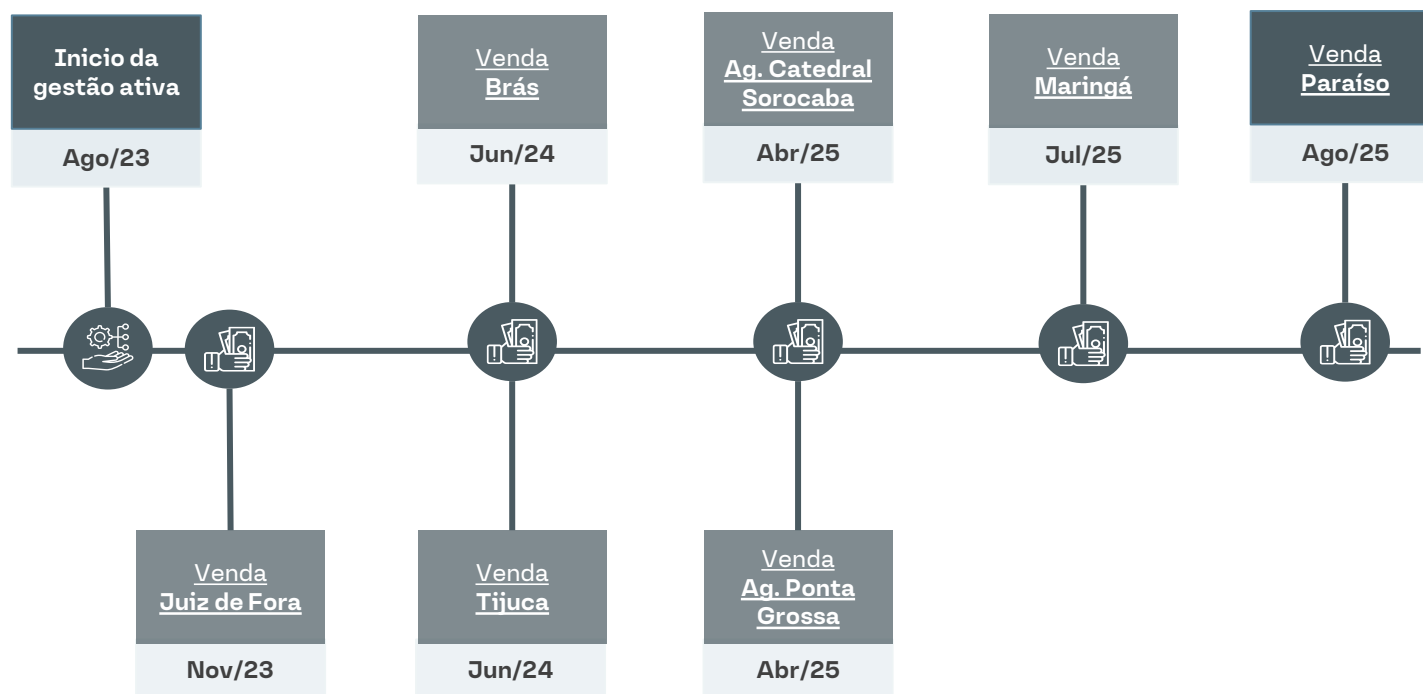 Inicio da
gestão ativa
Ago/23
Venda
Brás
Jun/24
Venda
Ag. Catedral
Sorocaba
Abr/25
Venda
Maringá
Jul/25
Venda
Paraíso
Ago/25
Venda
Juiz de Fora
Nov/23
Venda
Tijuca
Jun/24
Venda
Ag. Ponta
Grossa
Abr/25